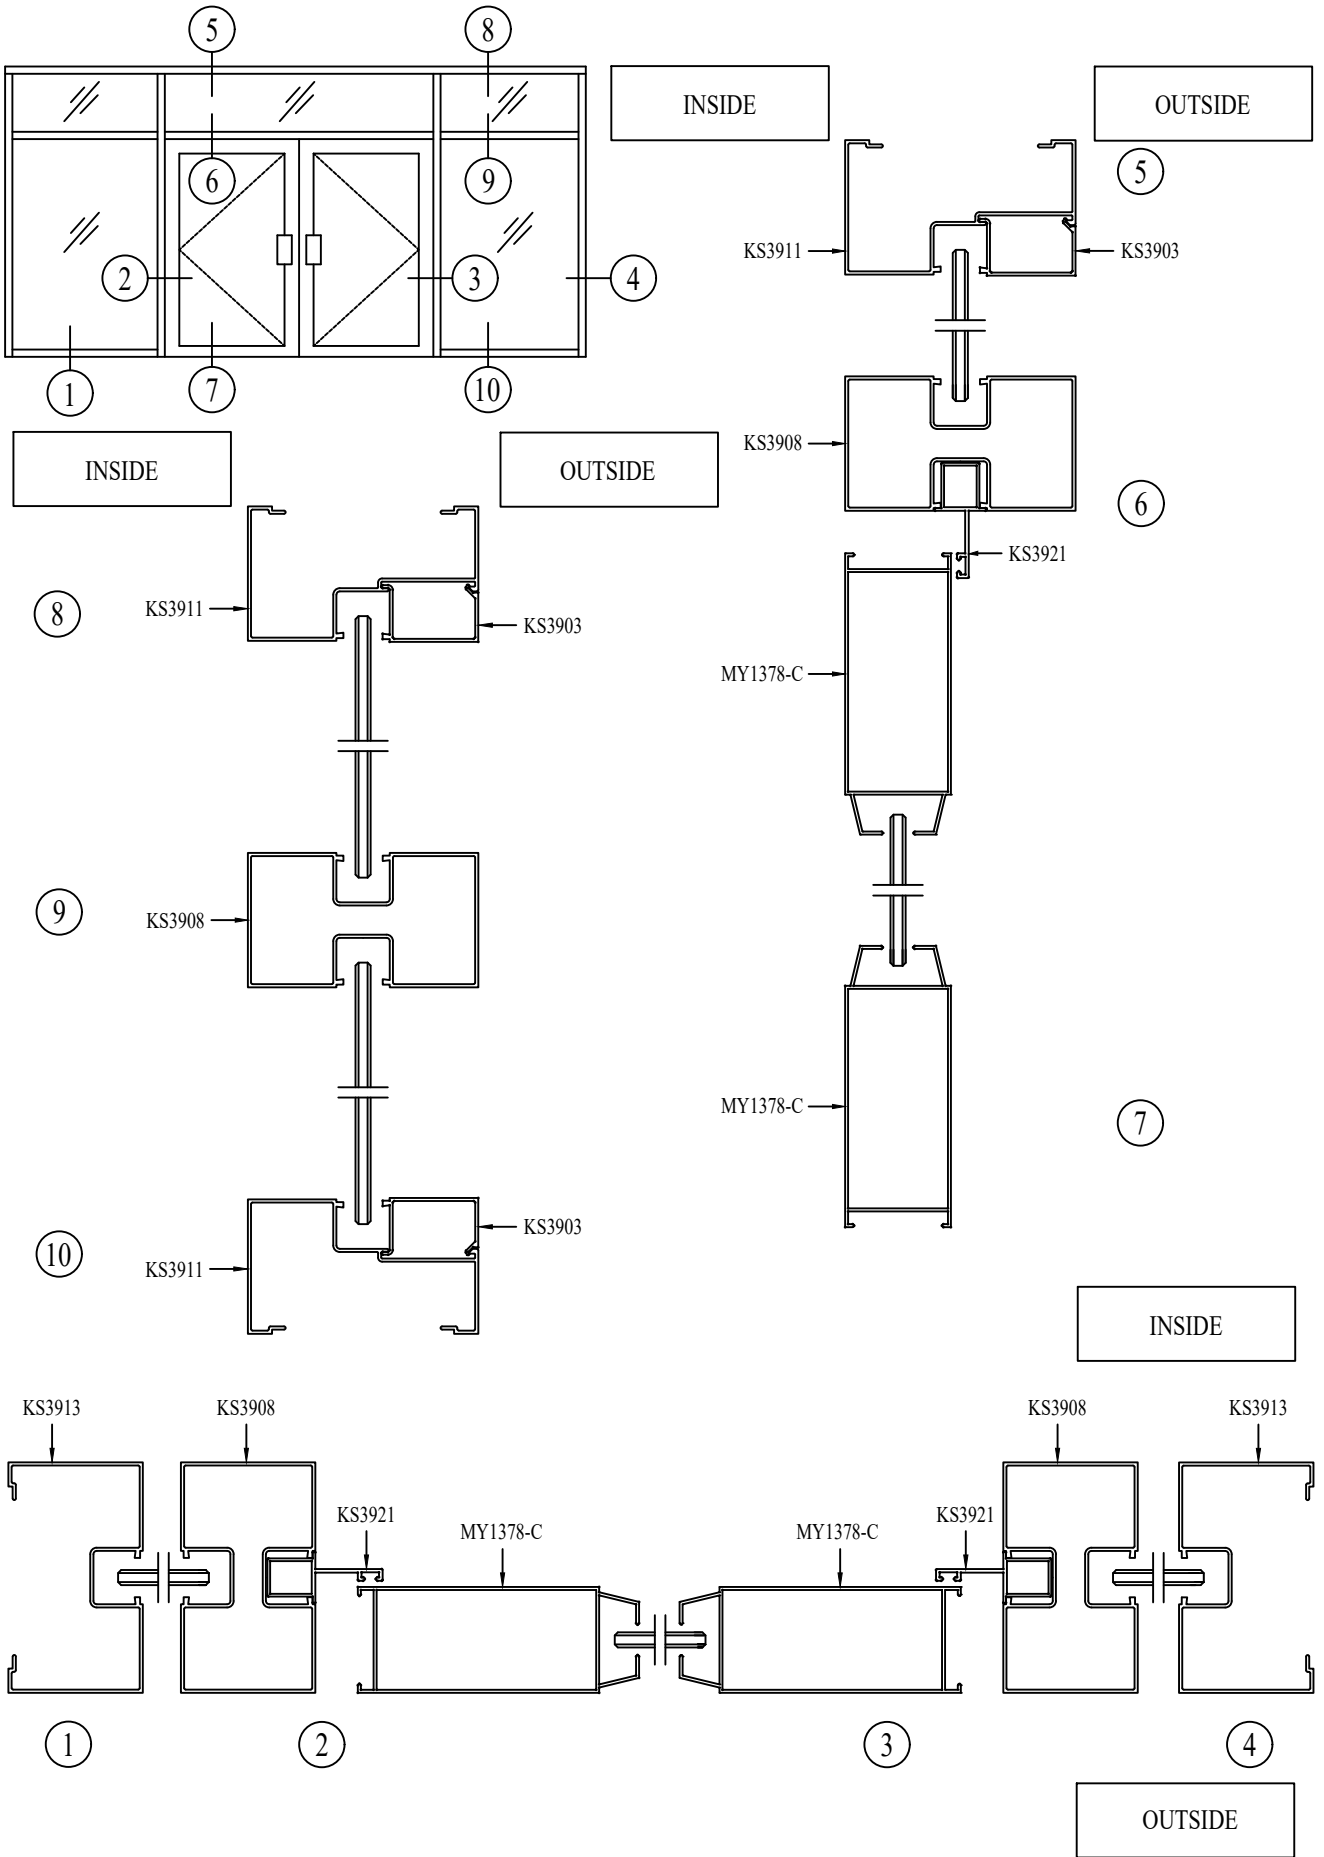 5
8
6
9
2
3
4
1
7
10
INSIDE
OUTSIDE
5
KS3911
KS3903
KS3908
6
KS3921
MY1378-C
MY1378-C
7
INSIDE
OUTSIDE
8
KS3911
KS3903
9
KS3908
10
KS3903
KS3911
INSIDE
KS3913
KS3908
KS3921
MY1378-C
MY1378-C
KS3921
KS3908
KS3913
1
2
3
4
OUTSIDE